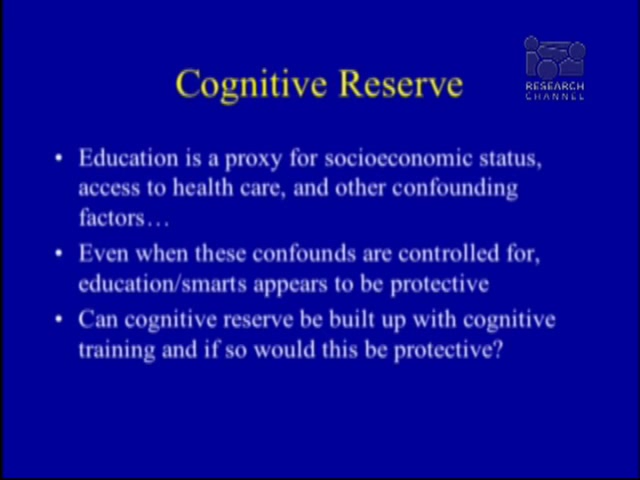 RESEARCH
CHANNEL
Cognitive Reserve
• Education is a proxy for socioeconomic status,
access to health care, and other confounding
factors…
• Even when these confounds are controlled for,
education/smarts appears to be protective
• Can cognitive reserve be built up with cognitive
training and if so would this be protective?